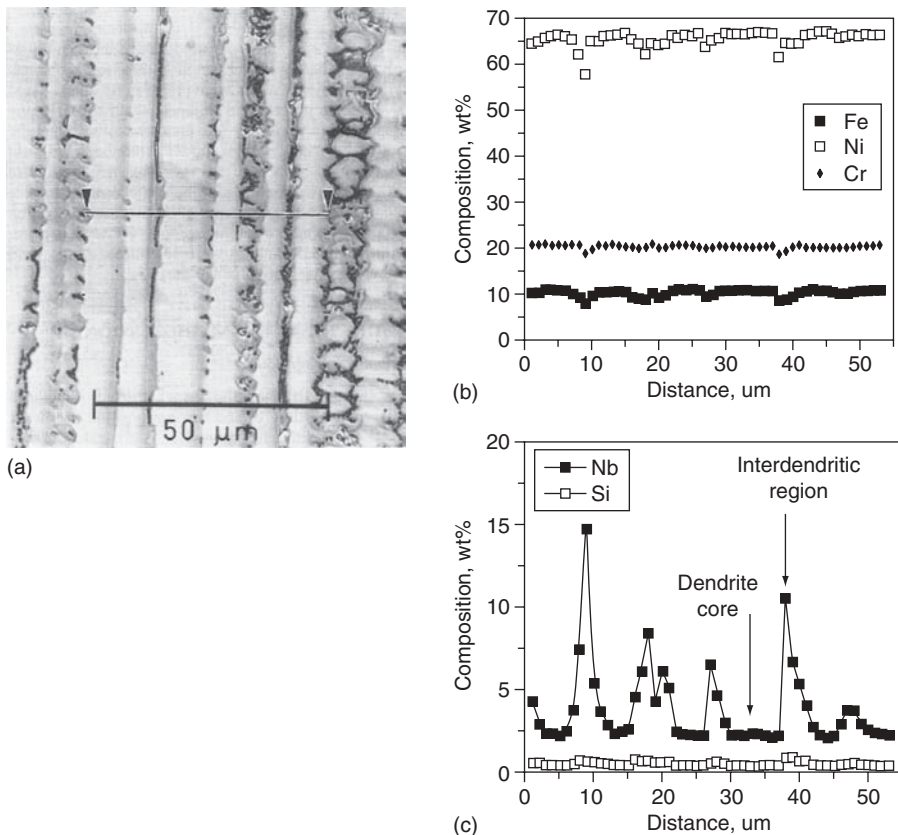 50 μm
(a)
70
60
50
40
30
20
10
0
Composition, wt%
Fe
Ni
Cr
0
10
20
30
40
50
Distance, um
(b)
20
15
10
5
0
Composition, wt%
Nb
Si
Interdendritic
region
Dendrite
core
0
10
20
30
40
50
Distance, um
(c)